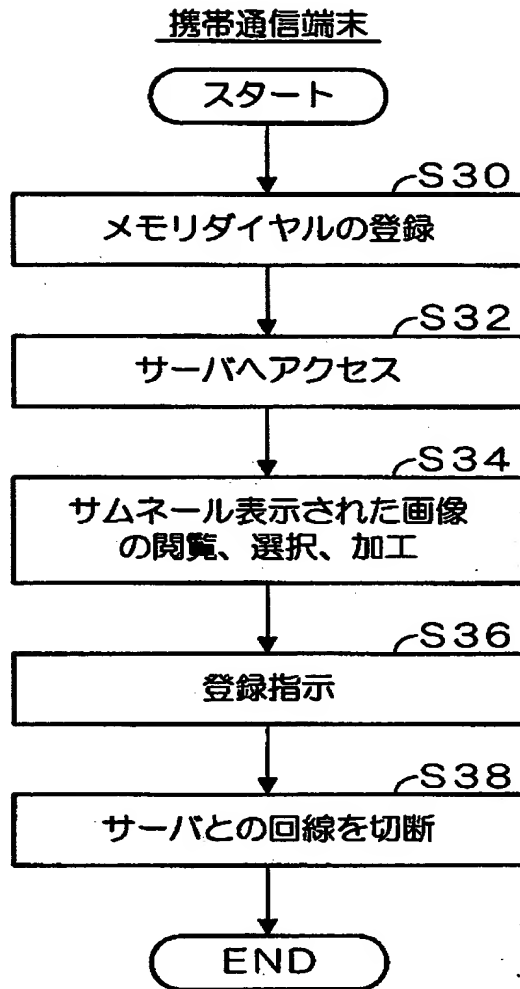 携帯通信端末
スタート
S30
メモリダイヤルの登録
S32
サーバへアクセス
S34
サムネール表示された画像
の閲覧、選択、加工
S36
登録指示
S38
サーバとの回線を切断
END